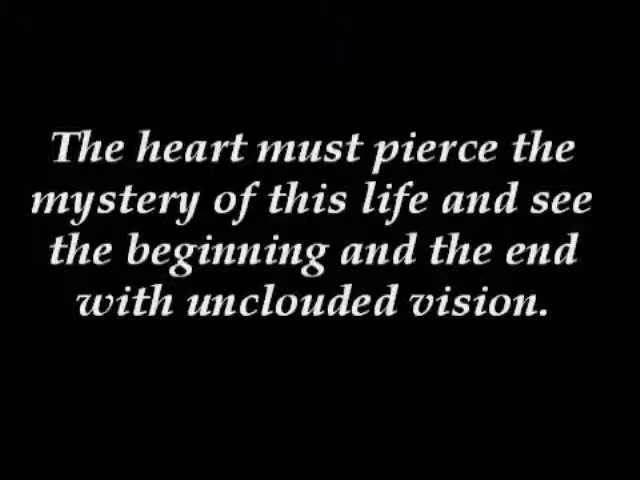 The heart must pierce the
mystery of this life and see
the beginning and the end
with unclouded vision.